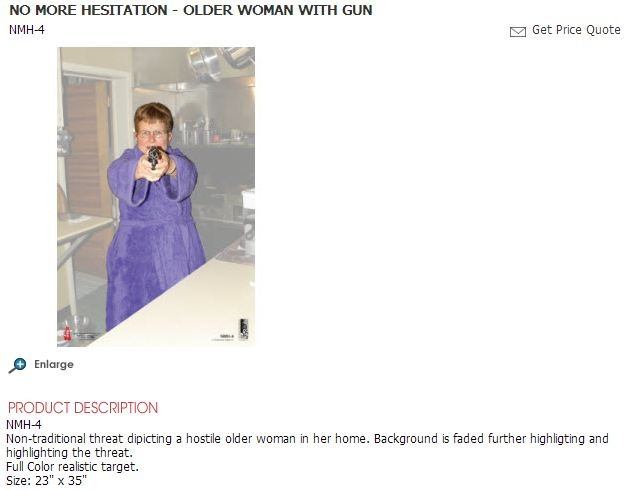 NO MORE HESITATION - OLDER WOMAN WITH GUN
NMH-4
Get Price Quote
NMH-4
Enlarge
PRODUCT DESCRIPTION
NMH-4
Non-traditional threat dipicting a hostile older woman in her home. Background is faded further highligting and
highlighting the threat.
Full Color realistic target.
Size: 23" x 35"